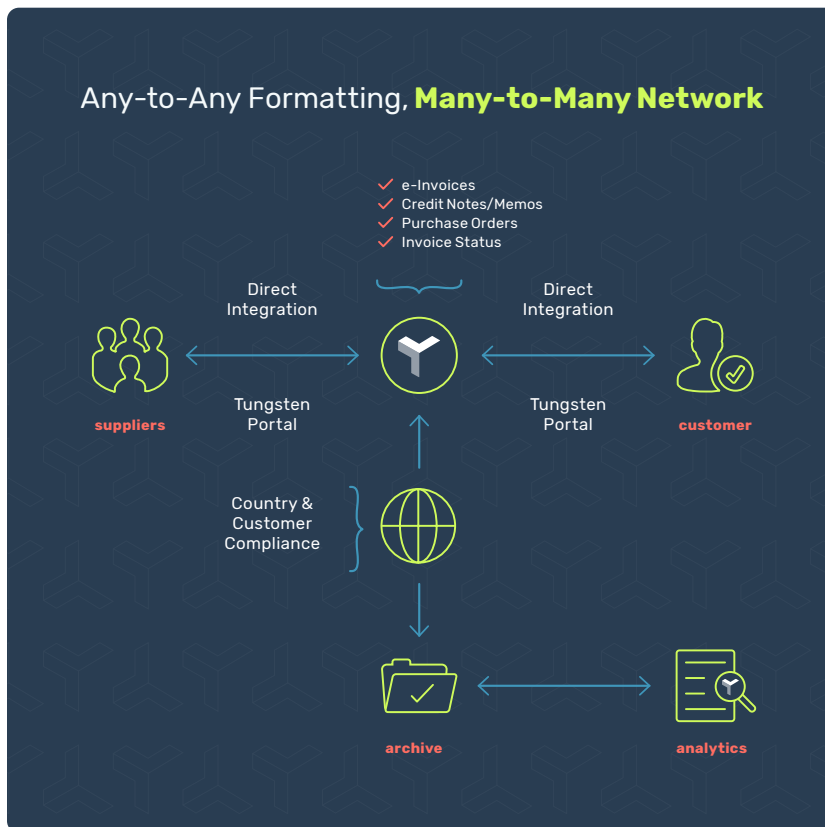 Any-to-Any Formatting, Many-to-Many Network
e-Invoices
Credit Notes/Memos
Purchase Orders
Invoice Status
Direct
Integration
Direct
Integration
suppliers
Tungsten
Portal
Tungsten
Portal
customer
Country &
Customer
Compliance
archive
analytics